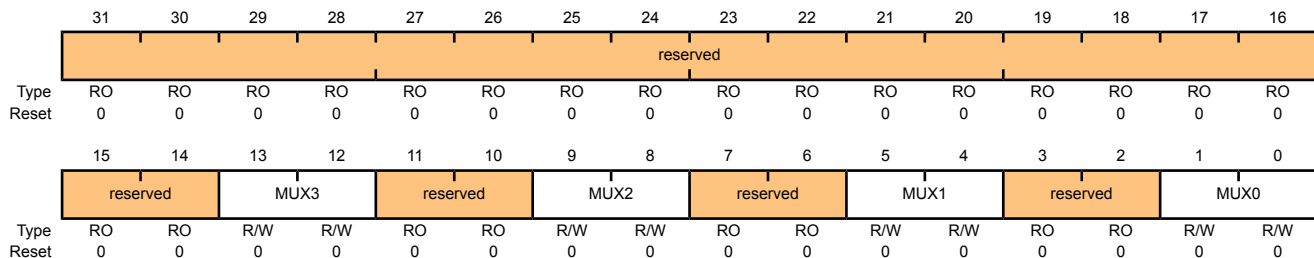 31 30 29 28 27 26 25 24 23 22 21 20 19 18 17 16
reserved
Type RO RO RO RO RO RO RO RO RO RO RO RO RO RO RO RO
Reset 0 0 0 0 0 0 0 0 0 0 0 0 0 0 0 0
15 14 13 12 11 10 9 8 7 6 5 4 3 2 1 0
reserved MUX3 reserved MUX2 reserved MUX1 reserved MUX0
Type RO RO R/W R/W RO RO R/W R/W RO RO R/W R/W RO RO R/W R/W
Reset 0 0 0 0 0 0 0 0 0 0 0 0 0 0 0 0